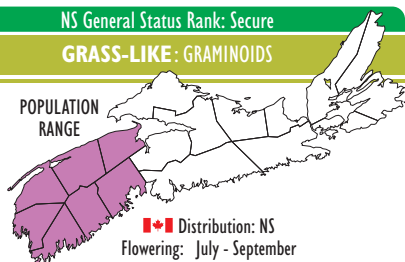 NS General Status Rank: Secure
GRASS-LIKE: GRAMINOIDS
POPULATION
RANGE
Distribution: NS
Flowering: July - September